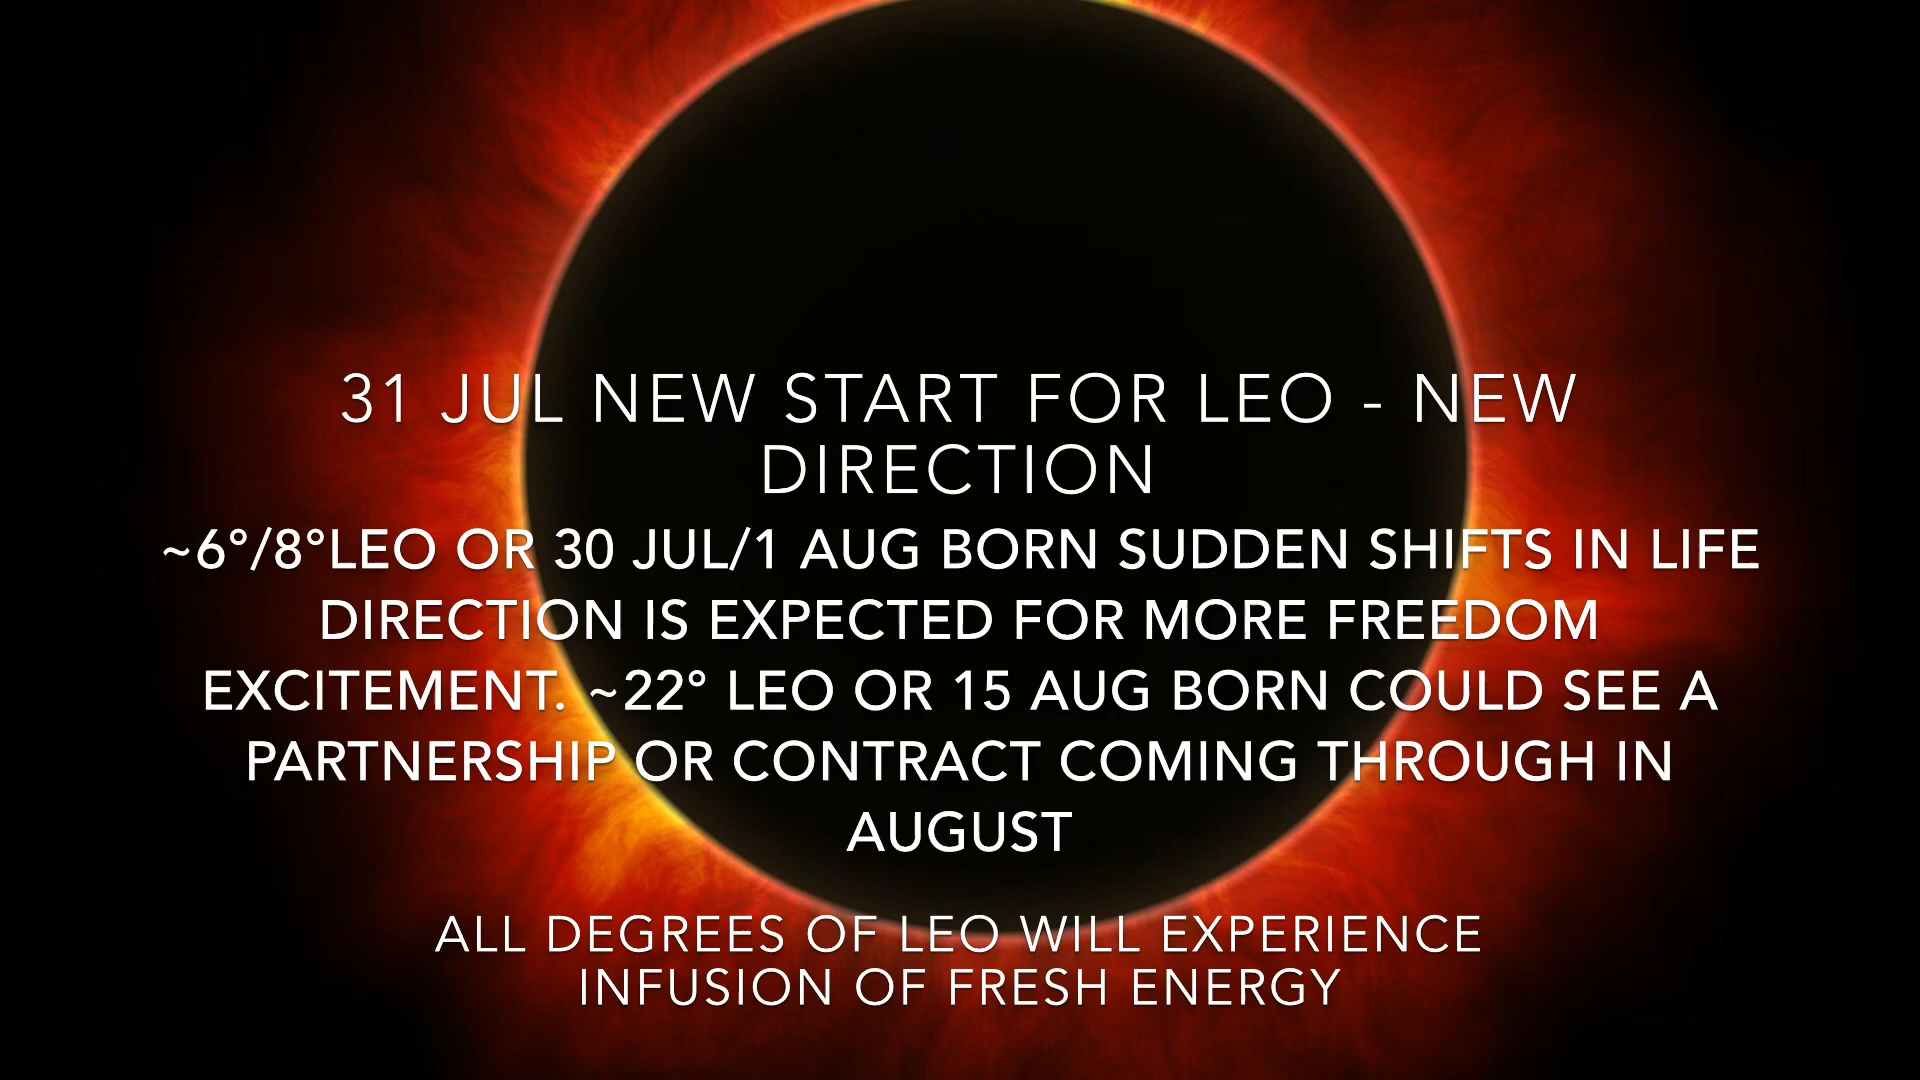 31 JUL NEW START FOR LEO - NEW
DIRECTION
~6°/8°LEO OR 30 JUL/1 AUG BORN SUDDEN SHIFTS IN LIFE
DIRECTION IS EXPECTED FOR MORE FREEDOM
EXCITEMENT. ~22° LEO OR 15 AUG BORN COULD SEE A
PARTNERSHIP OR CONTRACT COMING THROUGH IN
AUGUST
ALL DEGREES OF LEO WILL EXPERIENCE
INFUSION OF FRESH ENERGY